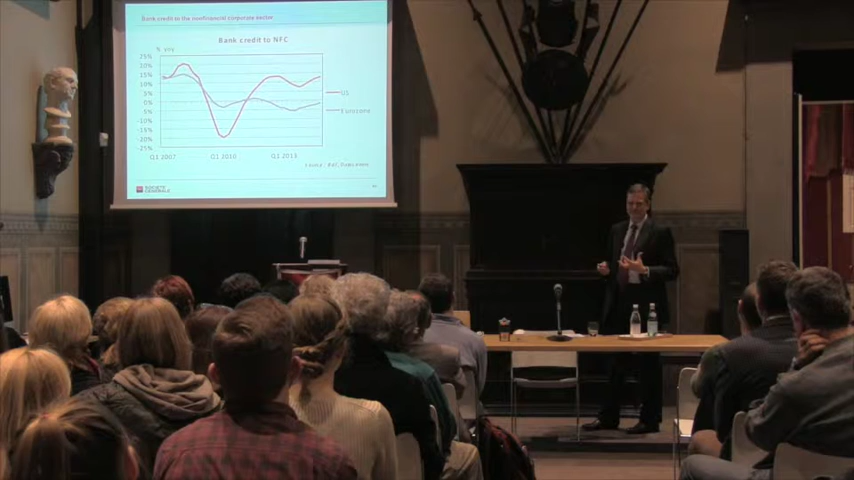 Bank credit to the nonfinancial corporate sector
Bank credit to NFC
% yoy
25%
20%
15%
10%
5%
0%
-5%
-10%
-15%
-20%
-25%
US
Eurozone
Q1 2007
Q1 2010
Q1 2013
SOCIETE
GENERALE